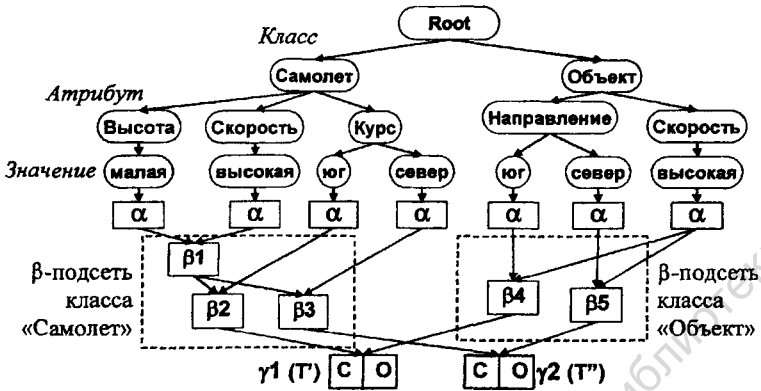 Root
Класс
Самолет Объект
Атрибут
Высота Скорость Курс Направление Скорость
Значение малая высокая юг север юг север высокая
α α α α α α α
β1
β-подсеть класса «Самолет»
β2 β3 β4 β5
β-подсеть класса «Объект»
γ1 (T') С О С О γ2 (T")